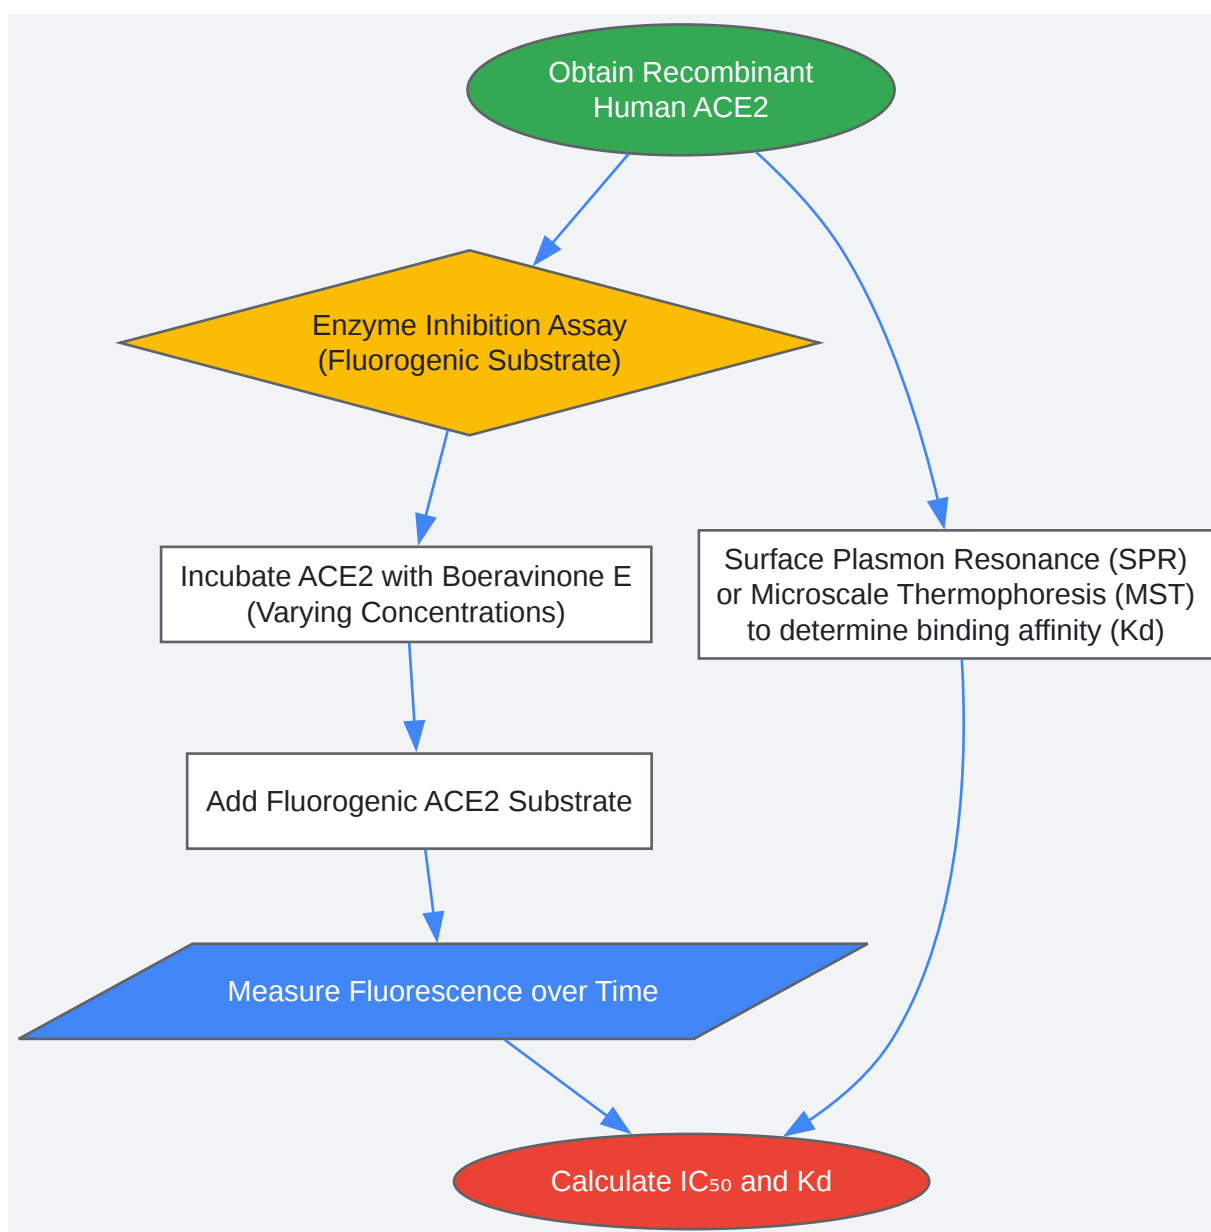 Obtain Recombinant
Human ACE2
Enzyme Inhibition Assay
(Fluorogenic Substrate)
Incubate ACE2 with Boeravinone E
(Varying Concentrations)
Surface Plasmon Resonance (SPR)
or Microscale Thermophoresis (MST)
to determine binding affinity (Kd)
Add Fluorogenic ACE2 Substrate
Measure Fluorescence over Time
Calculate IC₅₀ and Kd